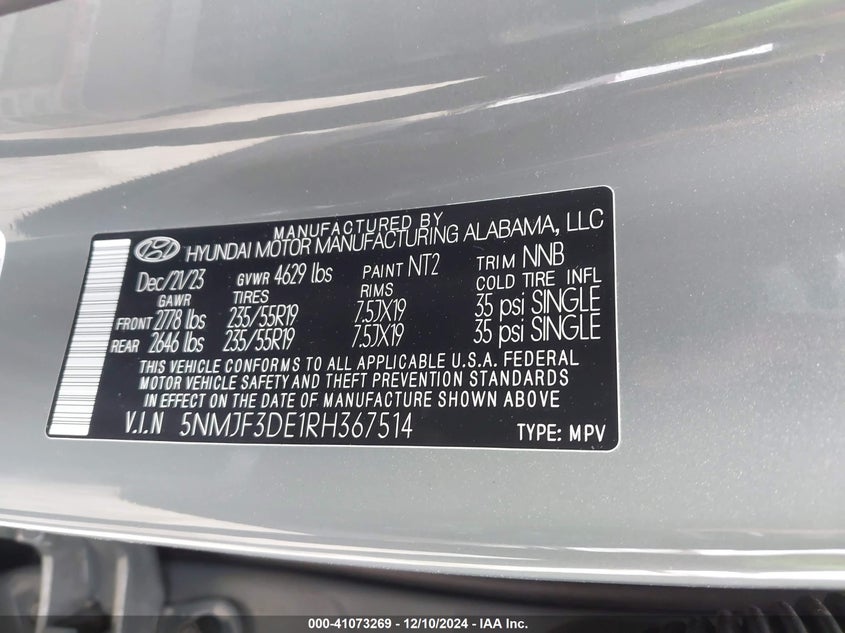 MANUFACTURED BY
HYUNDAI MOTOR MANUFACTURING ALABAMA, LLC
Dec/21/23 GVWR 4629 lbs PAINT NT2 TRIM NNB
GAWR TIRES RIMS COLD TIRE INFL
FRONT 2778 lbs 235/55R19 7.5JX19 35 psi SINGLE
REAR 2646 lbs 235/55R19 7.5JX19 35 psi SINGLE
THIS VEHICLE CONFORMS TO ALL APPLICABLE U.S.A. FEDERAL
MOTOR VEHICLE SAFETY AND THEFT PREVENTION STANDARDS
IN EFFECT ON THE DATE OF MANUFACTURE SHOWN ABOVE
V.I.N 5NMJF3DE1RH367514 TYPE: MPV
000-41073269 - 12/10/2024 - IAA Inc.